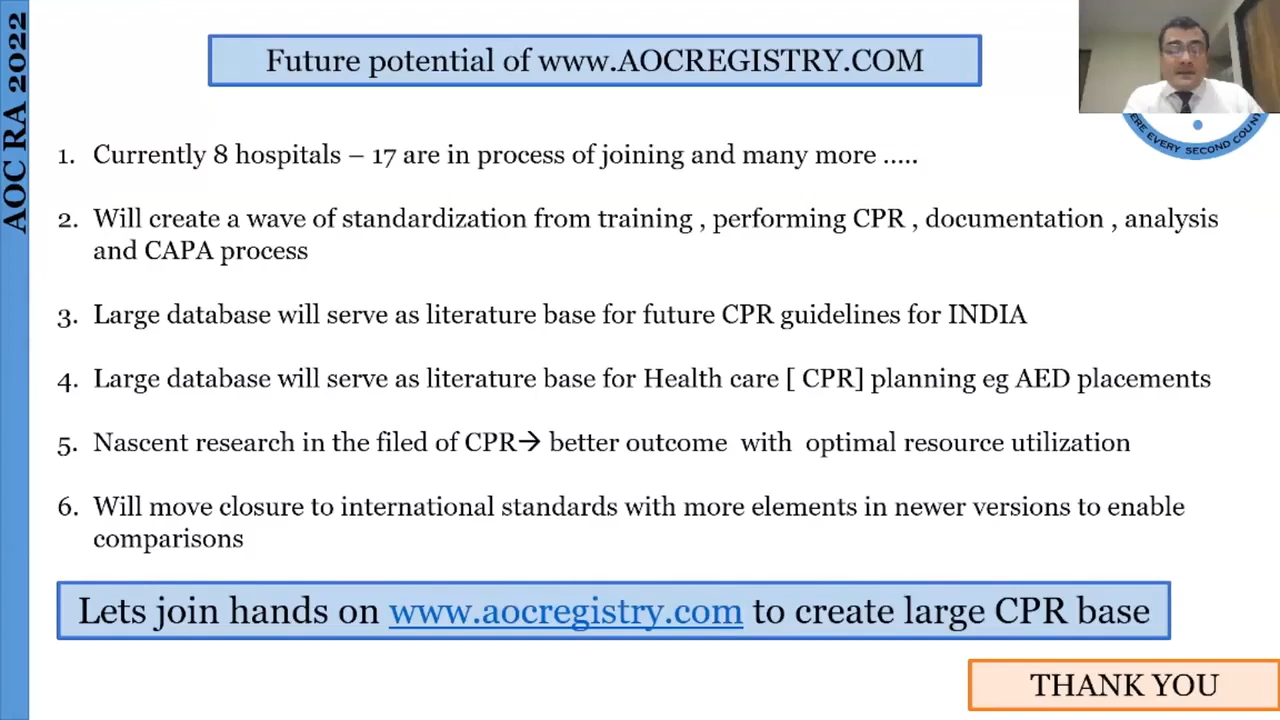 AOC RA 2022
Future potential of www.AOCREGISTRY.COM
ERE EVERY SECOND COUNT
1. Currently 8 hospitals – 17 are in process of joining and many more .....
2. Will create a wave of standardization from training , performing CPR , documentation , analysis
and CAPA process
3. Large database will serve as literature base for future CPR guidelines for INDIA
4. Large database will serve as literature base for Health care [ CPR] planning eg AED placements
5. Nascent research in the filed of CPR→ better outcome with optimal resource utilization
6. Will move closure to international standards with more elements in newer versions to enable
comparisons
Lets join hands on www.aocregistry.com to create large CPR base
THANK YOU